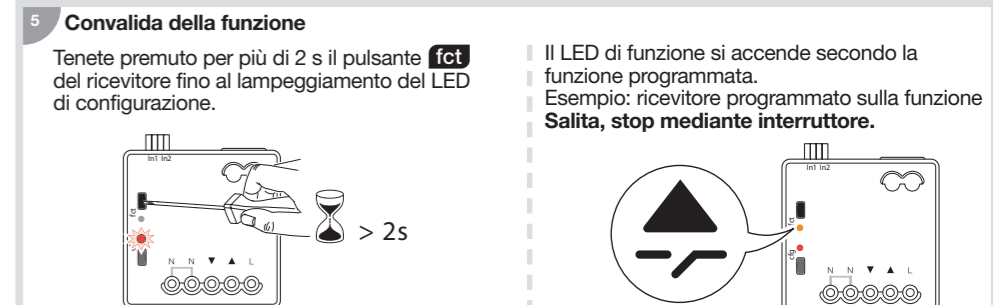 5 Convalida della funzione
Tenete premuto per più di 2 s il pulsante fct
del ricevitore fino al lampeggiamento del LED
di configurazione.
In1 In2
fct
> 2s
N N ▼ ▲ L
Il LED di funzione si accende secondo la
funzione programmata.
Esempio: ricevitore programmato sulla funzione
Salita, stop mediante interruttore.
In1 In2
fct
cfg
N N ▼ ▲ L